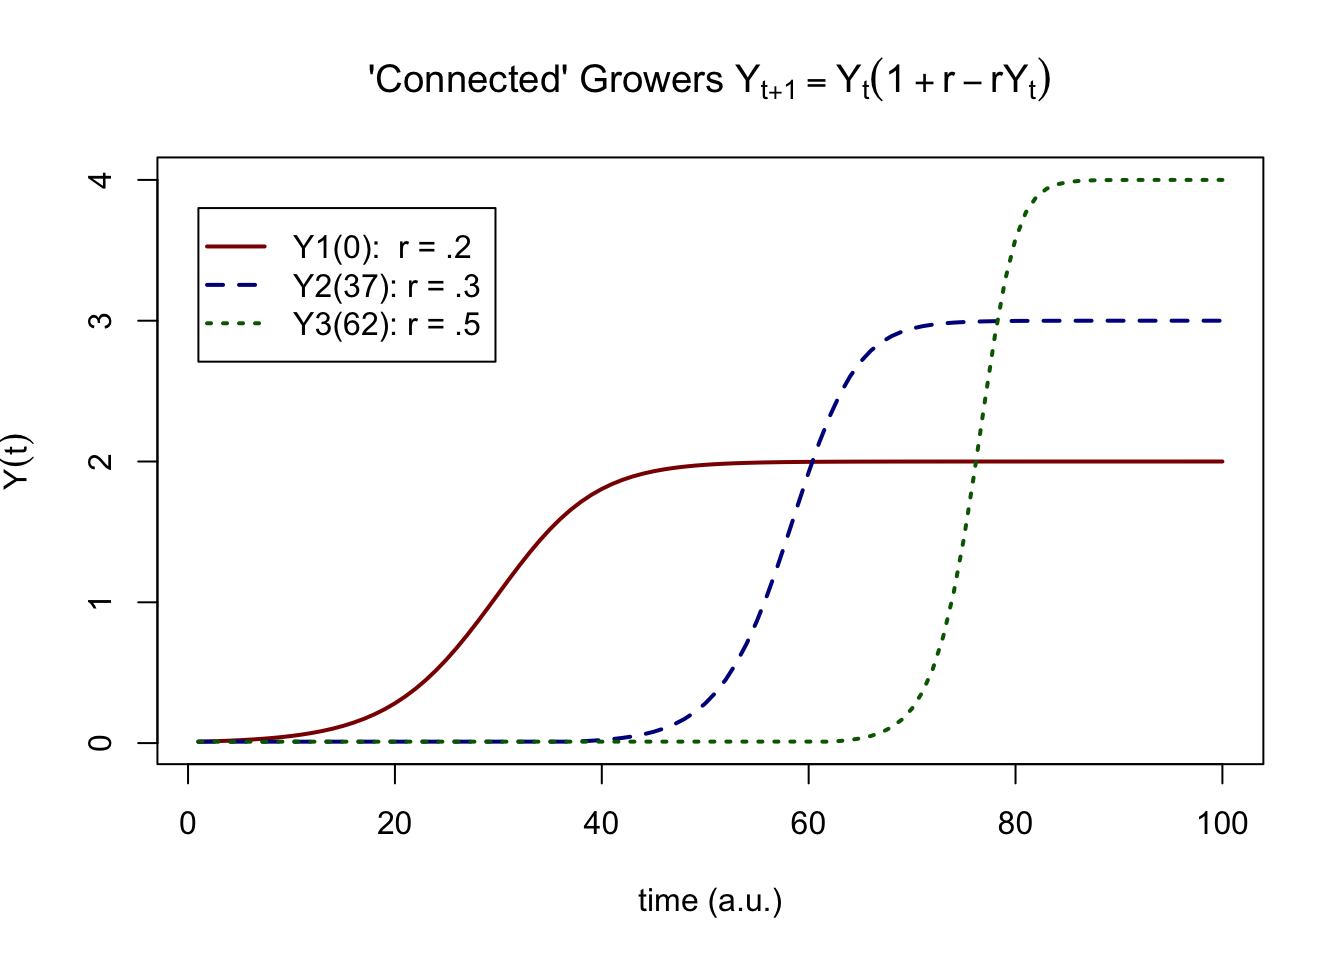 'Connected' Growers Yₜ₊₁ = Yₜ(1 + r − rYₜ)
Y(t)
4
3
2
1
0
Y1(0):  r = .2
Y2(37): r = .3
Y3(62): r = .5
0 20 40 60 80 100
time (a.u.)